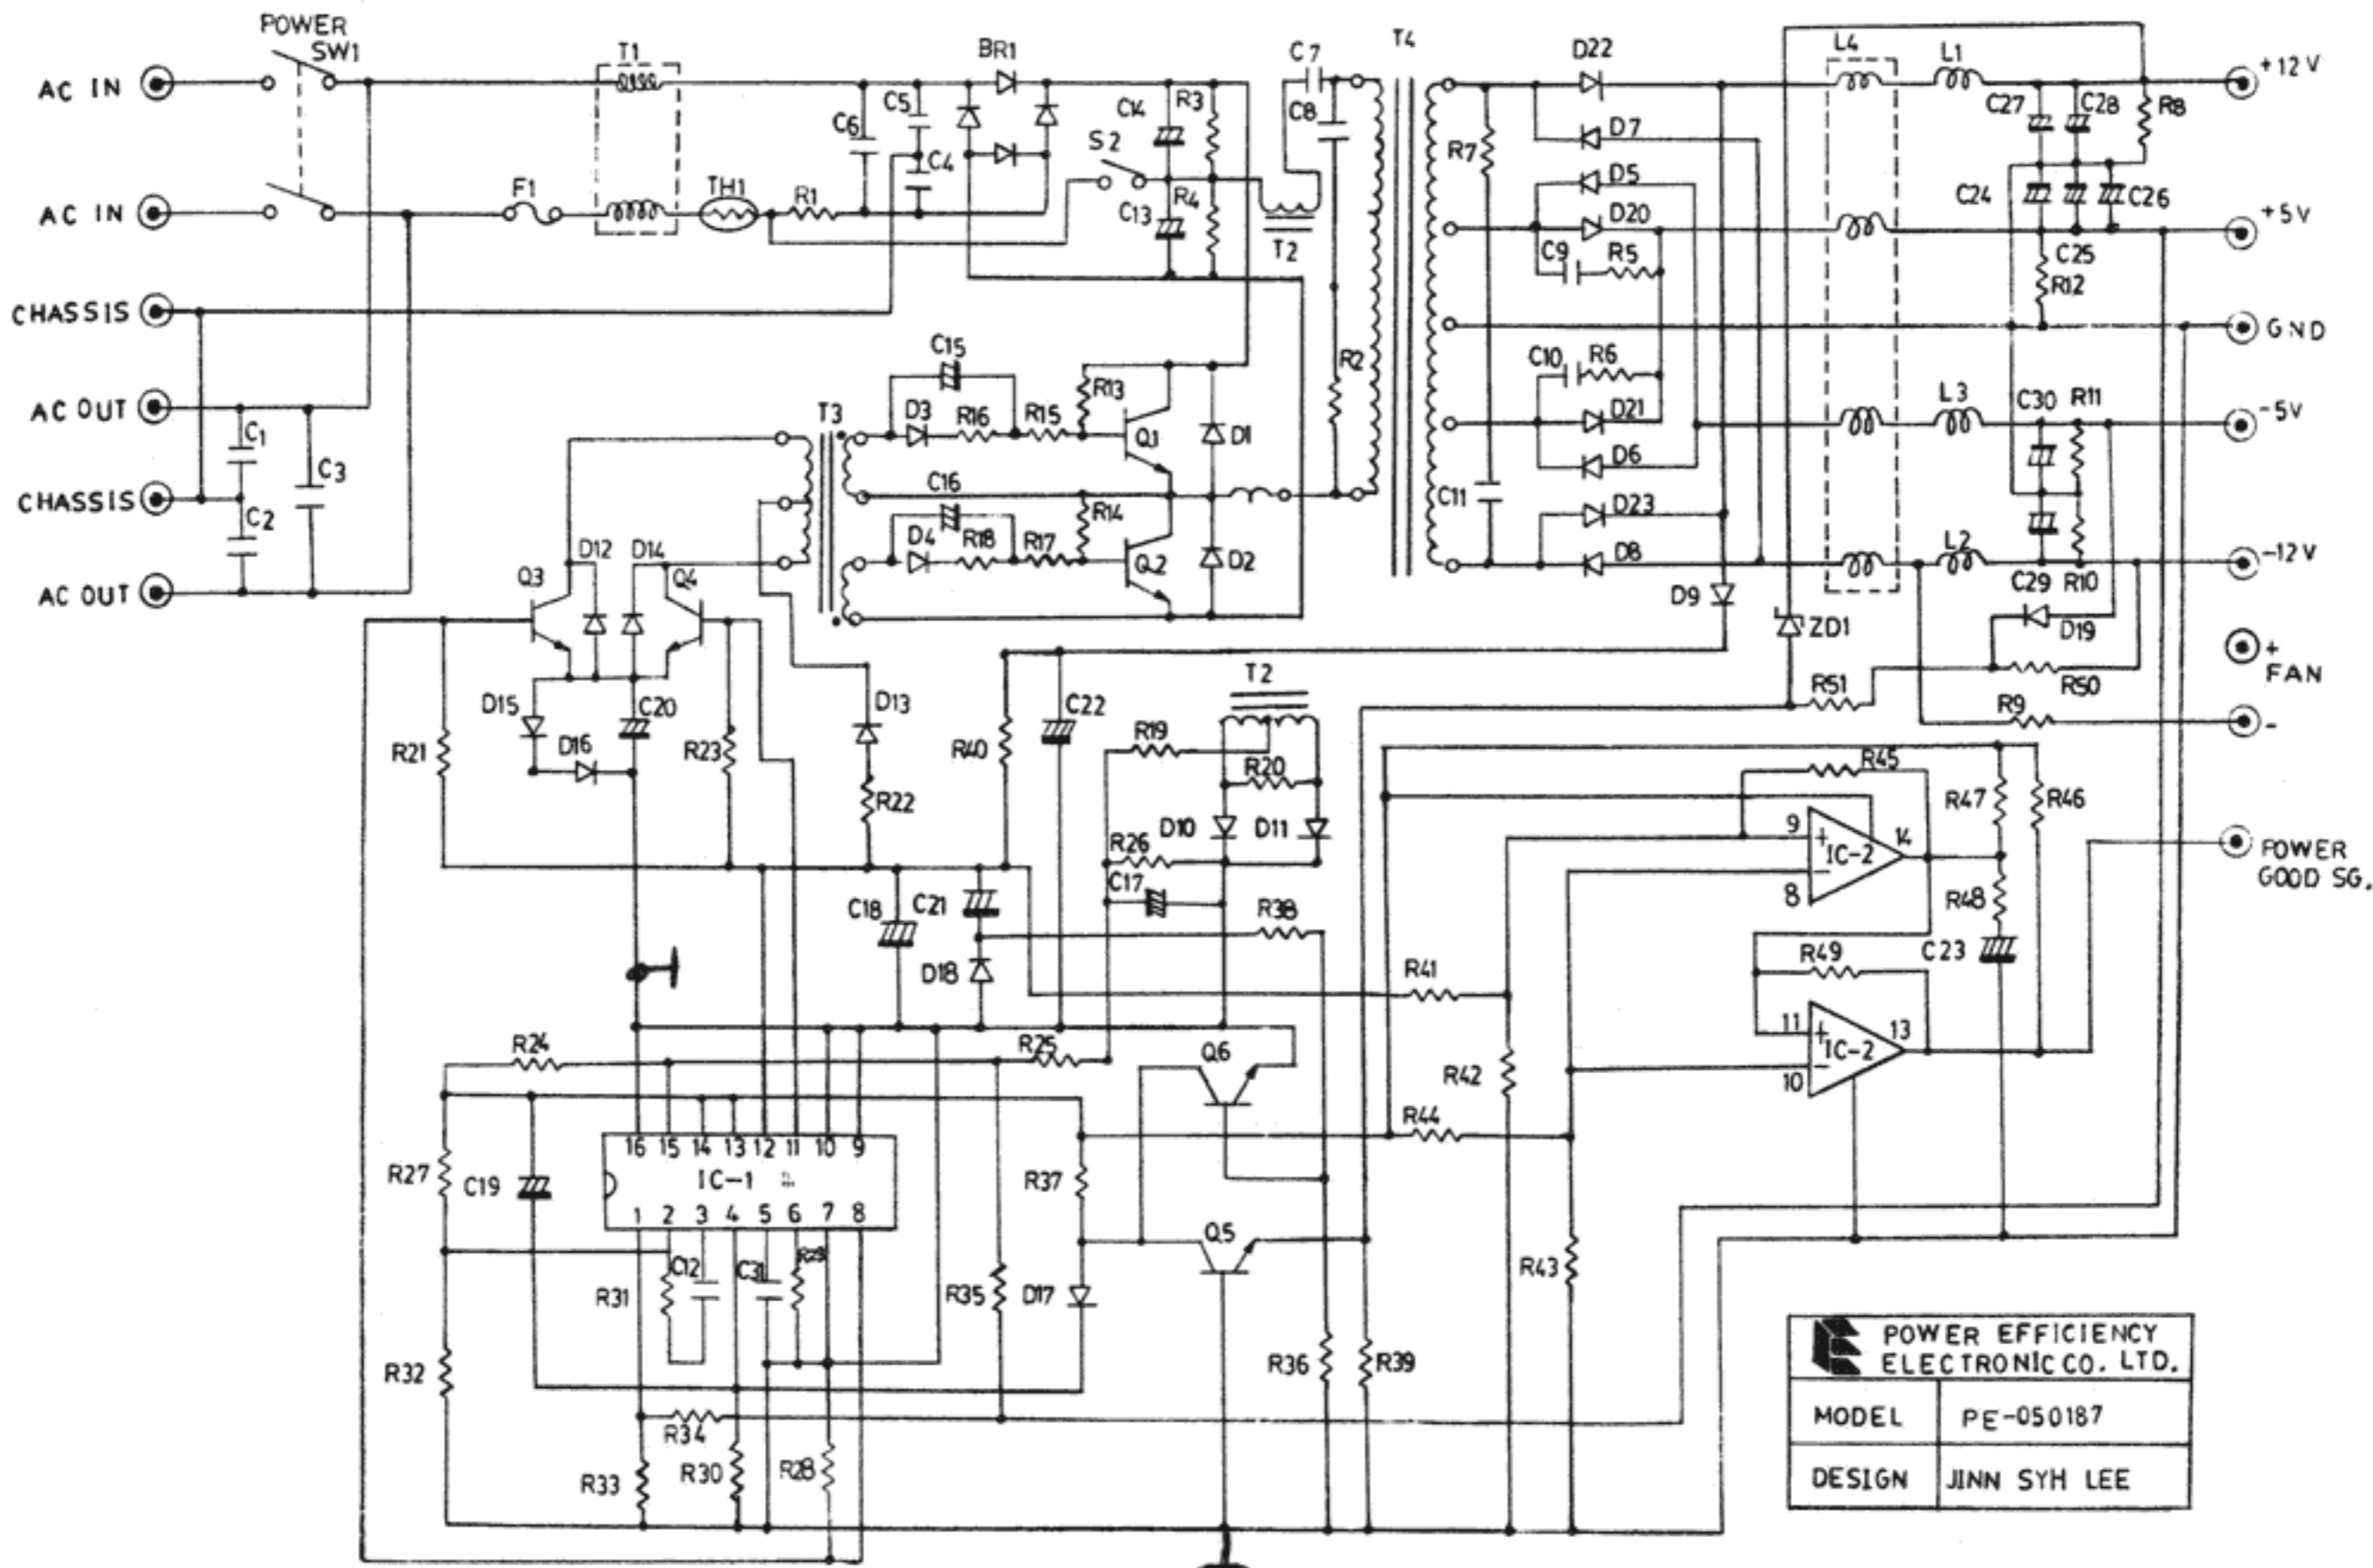 POWER
SW1
T1
BR1
C7
T4
D22
L4
L1
+12V
AC IN
C5
C6
C14
R3
C8
C27
C28
R8
D7
S2
R7
C4
D5
F1
TH1
R1
R4
C13
D20
C24
C26
AC IN
+5V
T2
C9
R5
C25
R12
CHASSIS
GND
C15
R2
C10
R6
R13
L3
C30
R11
AC OUT
T3
D3
R16
R15
D21
-5V
C1
Q1
D1
C3
D6
C16
C11
CHASSIS
C2
R14
D23
D4
R18
R17
D12
D14
Q2
D2
D8
L2
-12V
Q3
Q4
C29
R10
AC OUT
D9
ZD1
D19
+
FAN
-
T2
R51
R50
D15
C20
D13
C22
R9
R19
R21
D16
R23
R40
R20
R45
R22
R47
R46
D10
D11
9
+
IC-2
14
-
8
POWER
GOOD SG.
R26
C17
C18
C21
R38
R48
R49
C23
D18
R41
R24
R25
Q6
11
+
IC-2
13
-
10
R42
R44
16 15 14 13 12 11 10 9
IC-1
1 2 3 4 5 6 7 8
R27
C19
R37
Q5
C12
C31
R31
R35
D17
R43
R32
R36
R39
R34
R33
R30
R28
POWER EFFICIENCY
ELECTRONIC CO. LTD.
MODEL PE-050187
DESIGN JINN SYH LEE